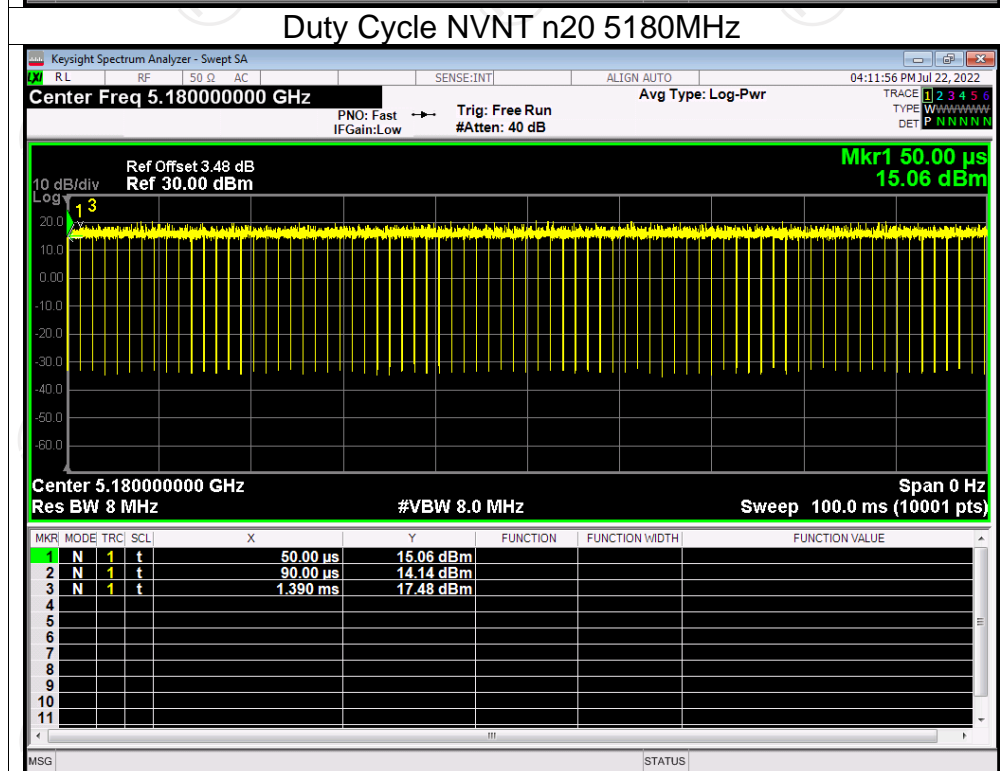 Duty Cycle NVNT n20 5180MHz
Keysight Spectrum Analyzer - Swept SA
LXI RL RF 50 Ω AC SENSE:INT ALIGN AUTO 04:11:56 PM Jul 22, 2022
Center Freq 5.180000000 GHz Avg Type: Log-Pwr TRACE 1 2 3 4 5 6
PNO: Fast Trig: Free Run TYPE WWWWWW
IFGain:Low #Atten: 40 dB DET P N N N N N
Ref Offset 3.48 dB Mkr1 50.00 µs
10 dB/div Ref 30.00 dBm 15.06 dBm
Log
1 3
20.0
10.0
0.00
-10.0
-20.0
-30.0
-40.0
-50.0
-60.0
Center 5.180000000 GHz Span 0 Hz
Res BW 8 MHz #VBW 8.0 MHz Sweep 100.0 ms (10001 pts)
MKR MODE TRC SCL X Y FUNCTION FUNCTION WIDTH FUNCTION VALUE
1 N 1 t 50.00 µs 15.06 dBm
2 N 1 t 90.00 µs 14.14 dBm
3 N 1 t 1.390 ms 17.48 dBm
4
5
6
7
8
9
10
11
MSG STATUS